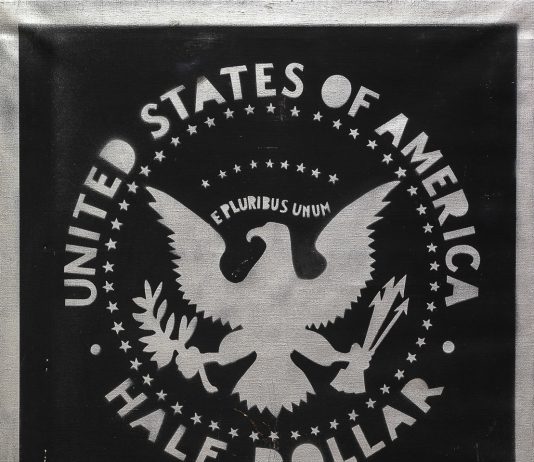 UNITED STATES OF AMERICA
E PLURIBUS UNUM
HALF DOLLAR